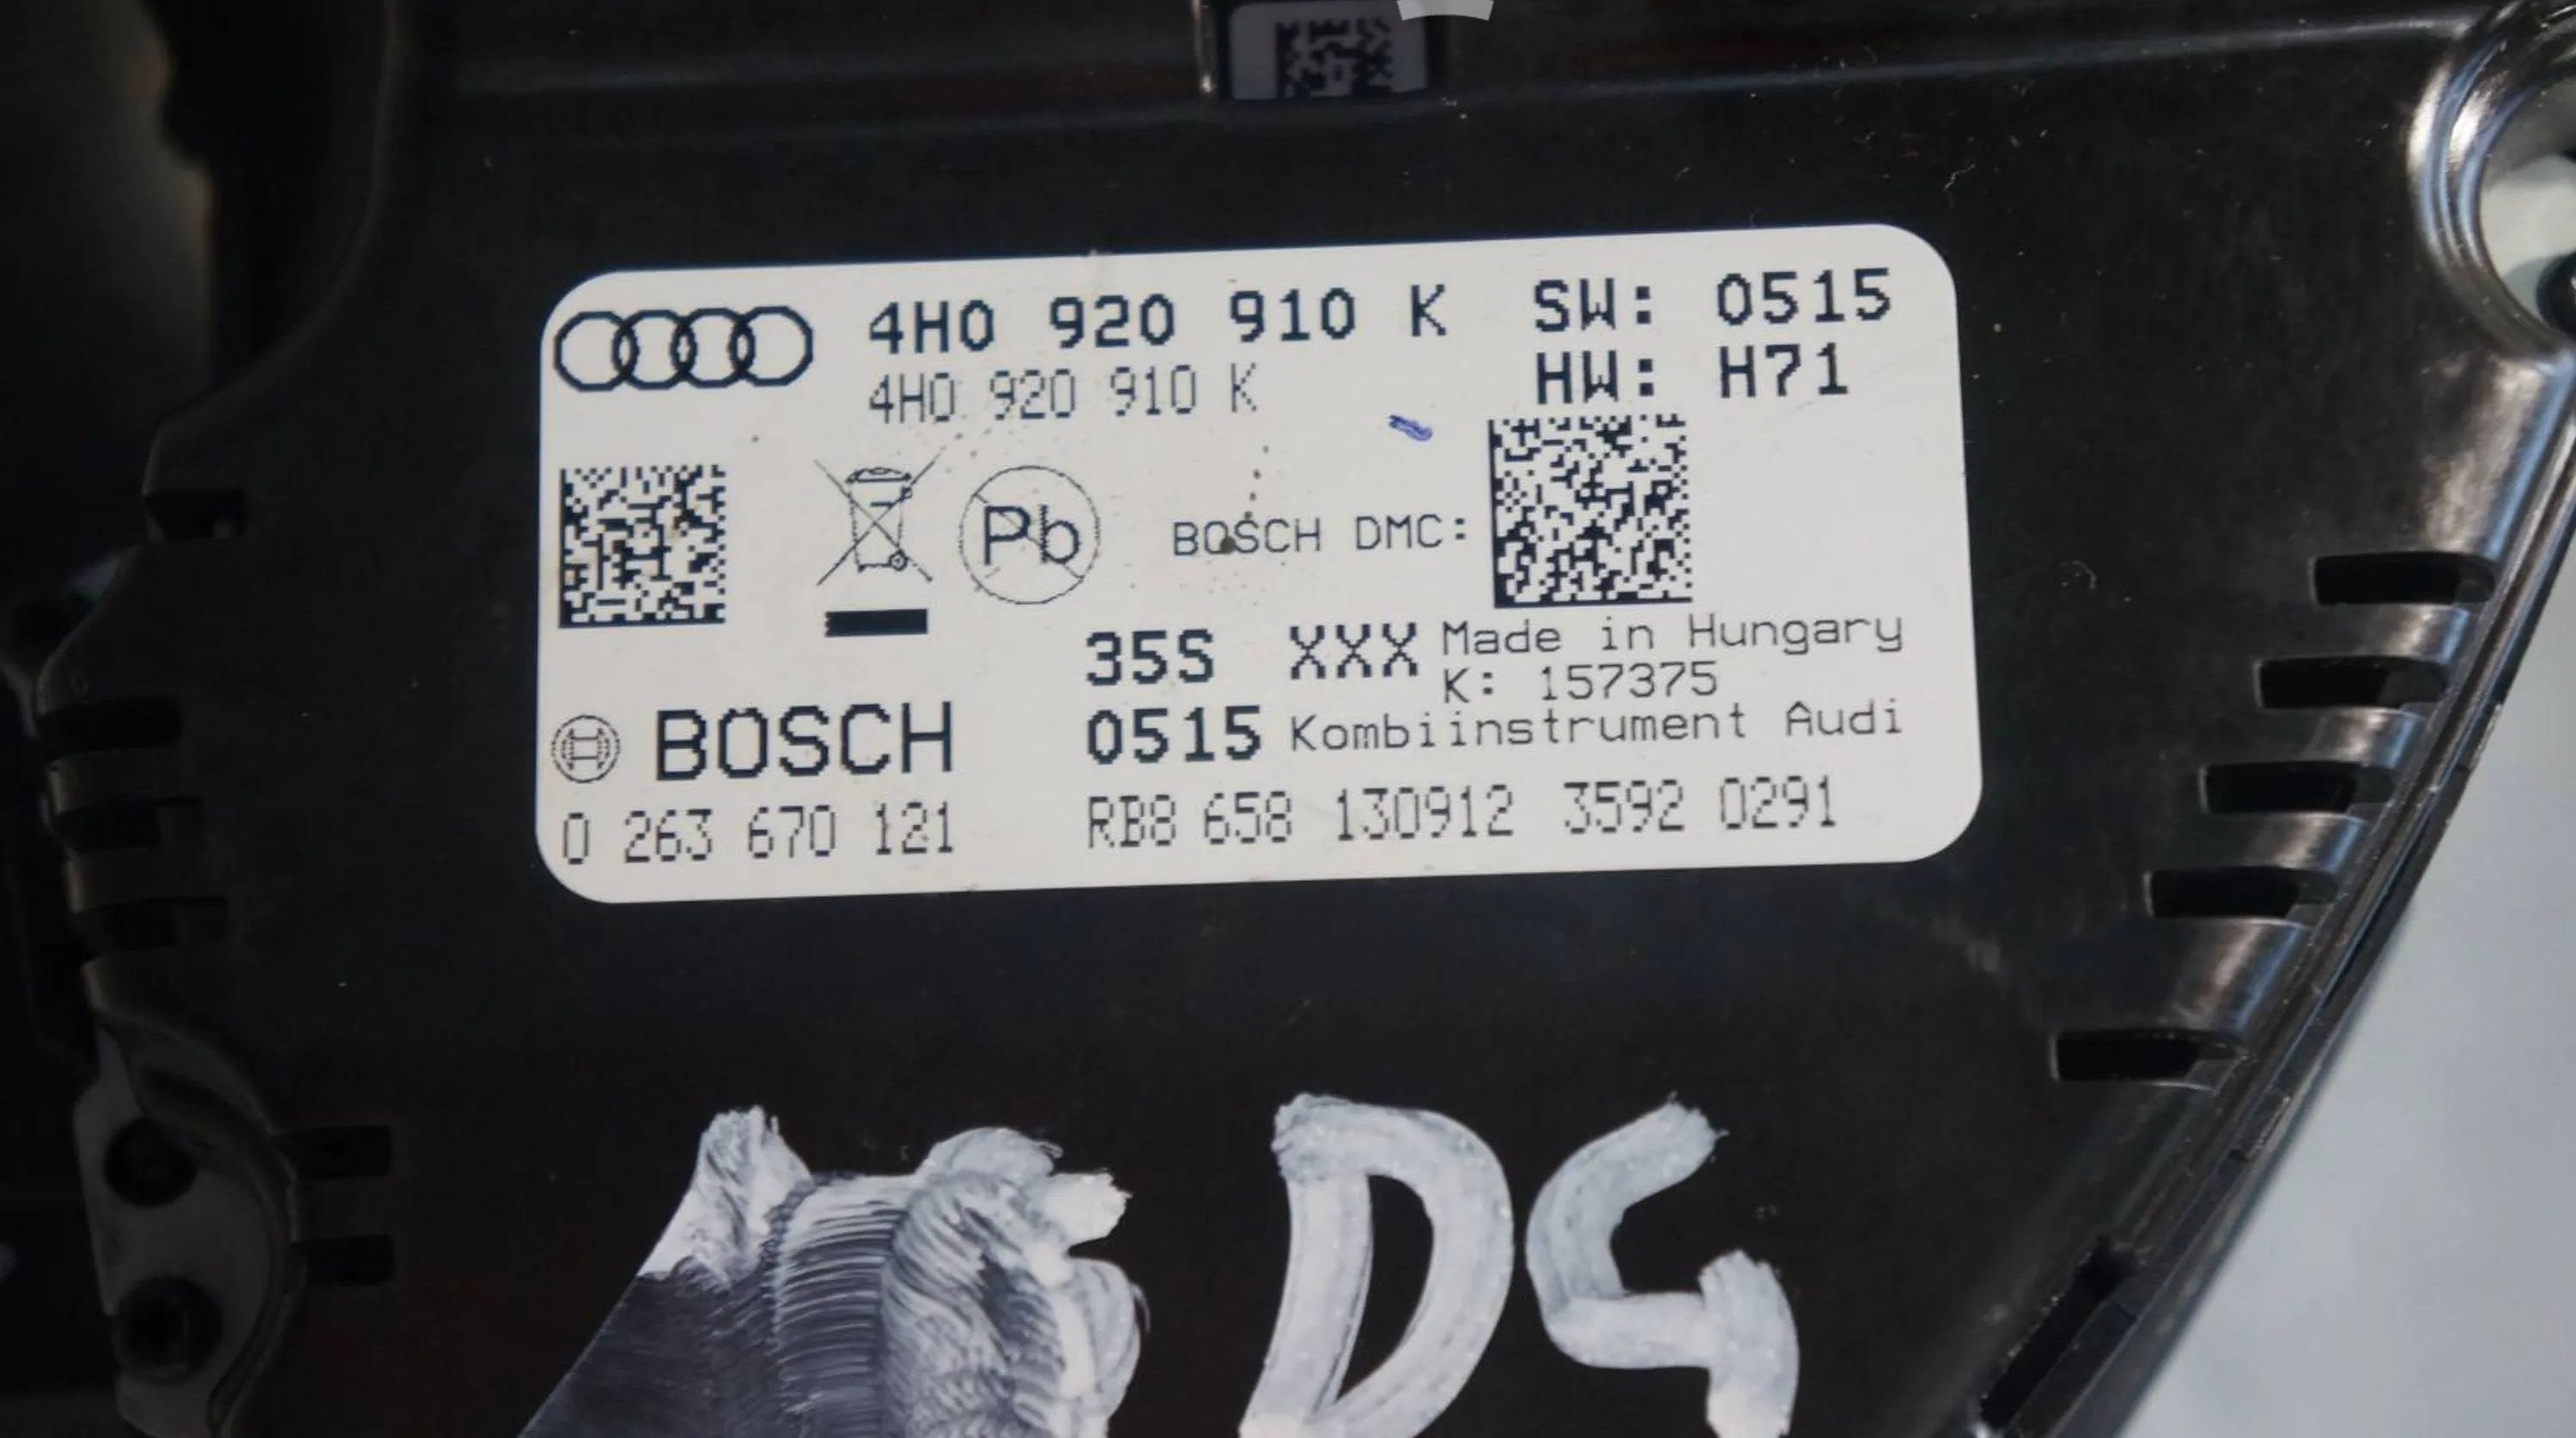 4H0 920 910 K SW: 0515
4H0 920 910 K HW: H71
Pb BOSCH DMC:
35S XXX Made in Hungary
K: 157375
BOSCH 0515 Kombiinstrument Audi
0 263 670 121 RB8 658 130912 3592 0291
D4